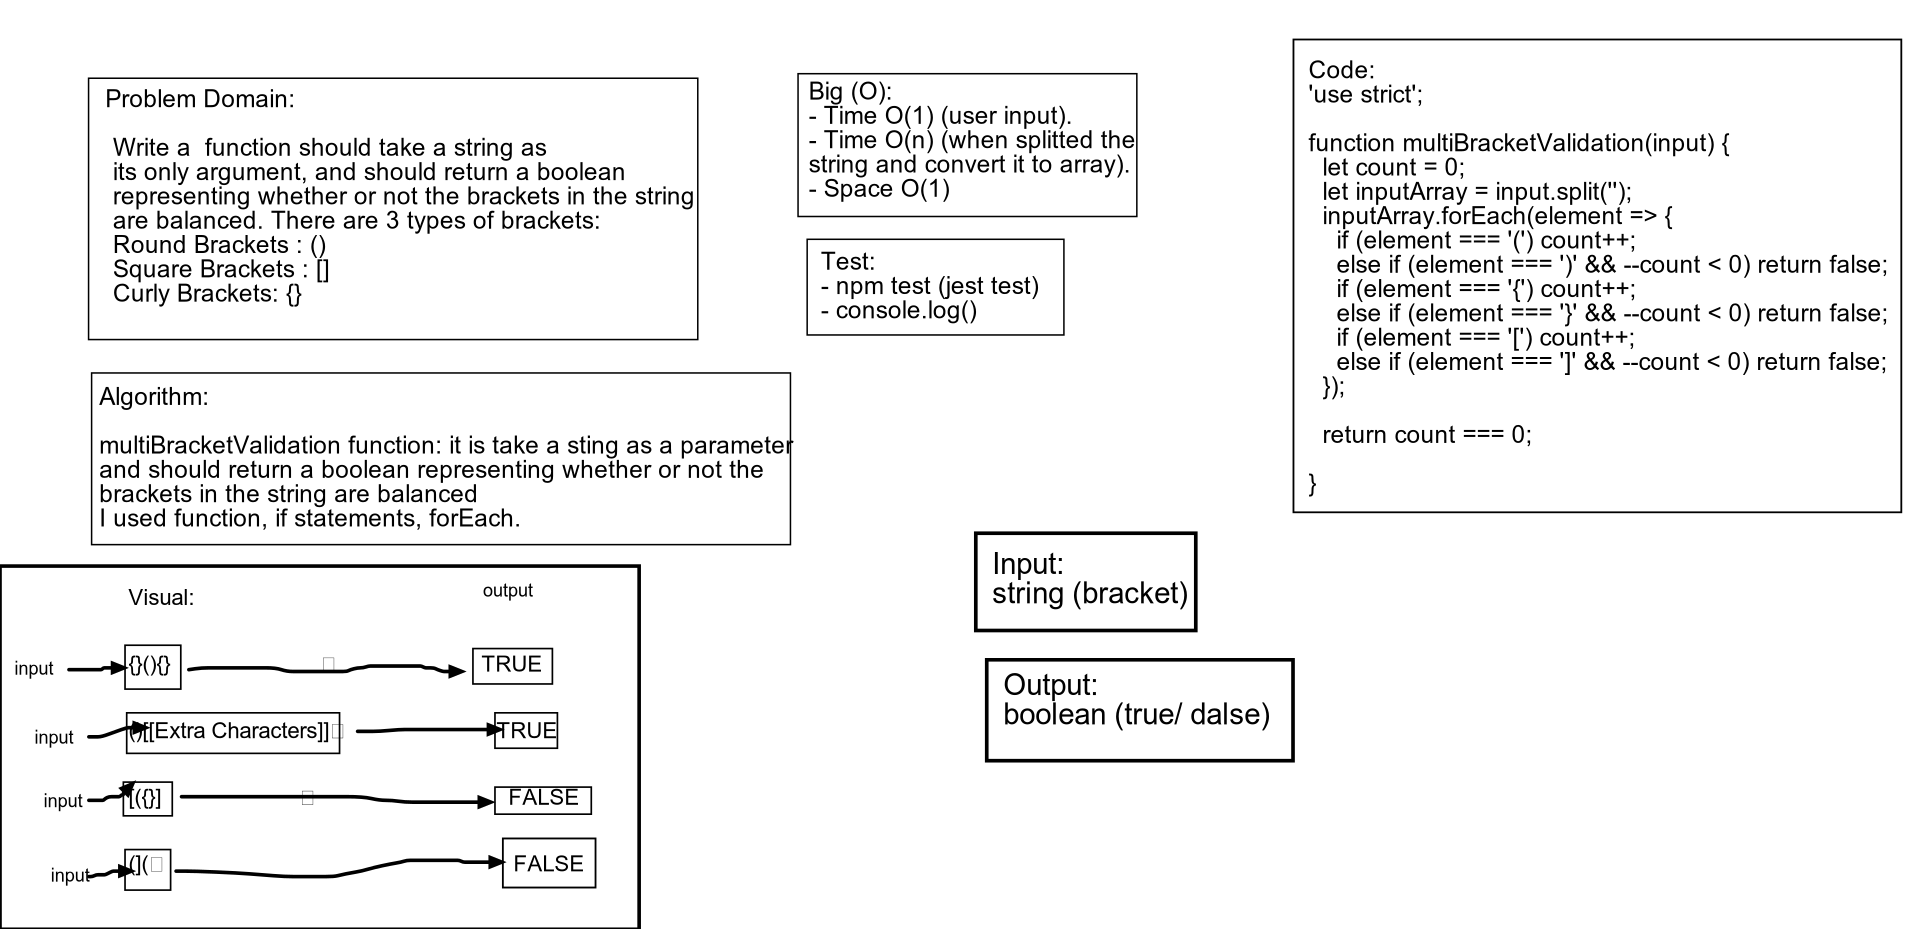 Problem Domain:
Write a  function should take a string as
its only argument, and should return a boolean
representing whether or not the brackets in the string
are balanced. There are 3 types of brackets:
Round Brackets : ()
Square Brackets : []
Curly Brackets: {}
Algorithm:
multiBracketValidation function: it is take a sting as a parameter
and should return a boolean representing whether or not the
brackets in the string are balanced
I used function, if statements, forEach.
Visual:
output
input
{}(){}
TRUE
input
()[[Extra Characters]]
TRUE
input
[({}]
FALSE
input
(](
FALSE
Big (O):
- Time O(1) (user input).
- Time O(n) (when splitted the
string and convert it to array).
- Space O(1)
Test:
- npm test (jest test)
- console.log()
Input:
string (bracket)
Output:
boolean (true/ dalse)
Code:
'use strict';
function multiBracketValidation(input) {
let count = 0;
let inputArray = input.split('');
inputArray.forEach(element => {
if (element === '(') count++;
else if (element === ')' && --count < 0) return false;
if (element === '{') count++;
else if (element === '}' && --count < 0) return false;
if (element === '[') count++;
else if (element === ']' && --count < 0) return false;
});
return count === 0;
}